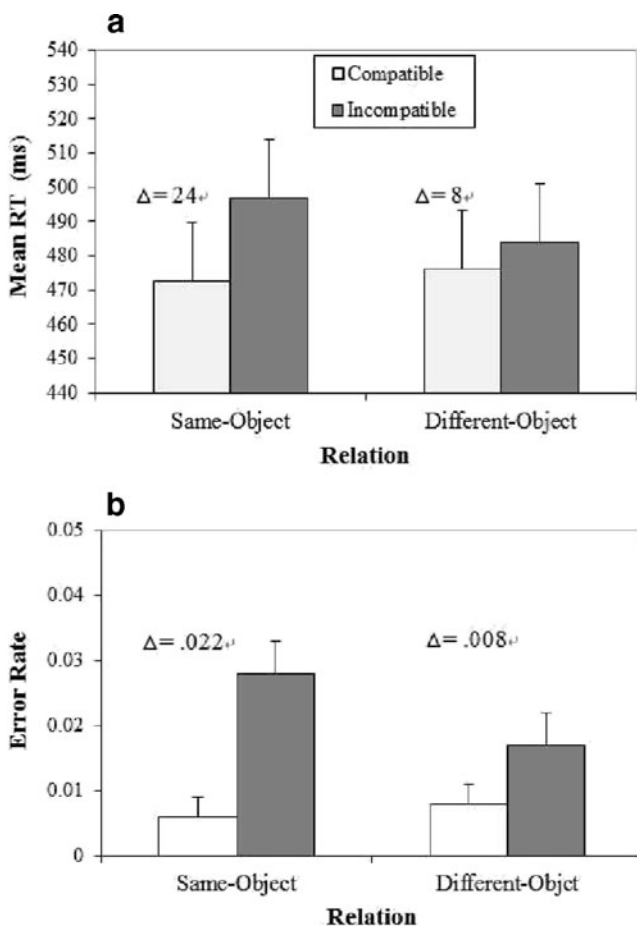 a
540
530
520
510
500
490
480
470
460
450
440
Mean RT (ms)
Compatible
Incompatible
Δ= 24↵
Δ= 8↵
Same-Object
Different-Object
Relation
b
0.05
0.04
0.03
0.02
0.01
0
Error Rate
Δ= .022↵
Δ= .008↵
Same-Object
Different-Objct
Relation